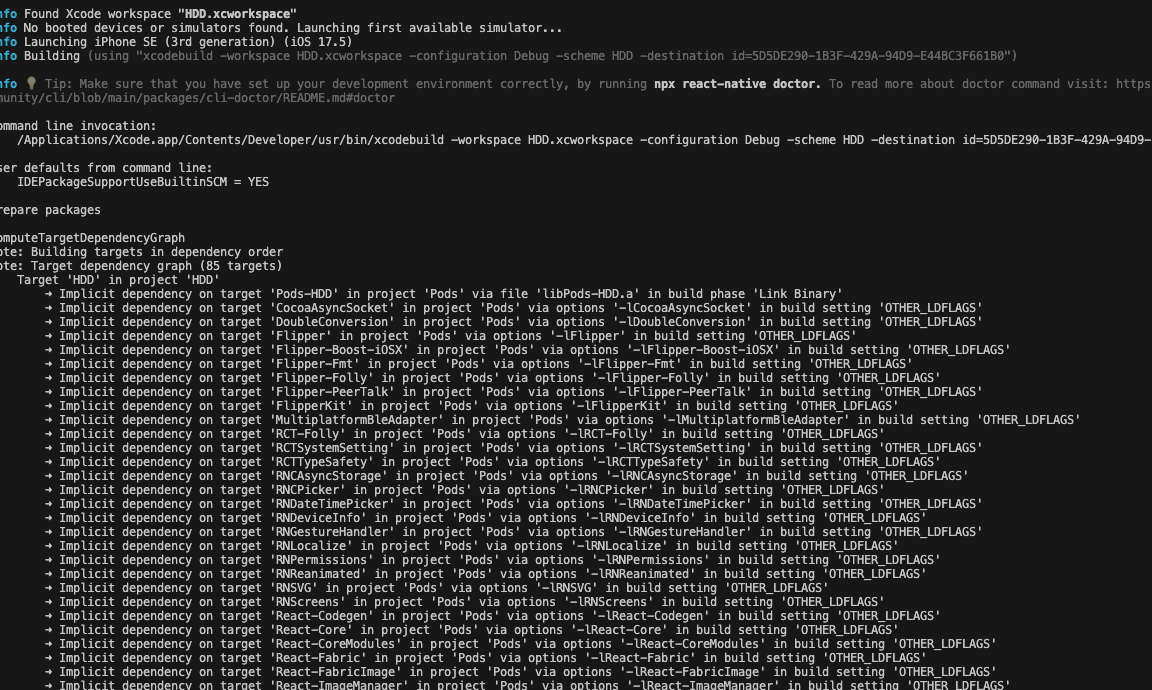 nfo Found Xcode workspace "HDD.xcworkspace"
nfo No booted devices or simulators found. Launching first available simulator...
nfo Launching iPhone SE (3rd generation) (iOS 17.5)
nfo Building (using "xcodebuild -workspace HDD.xcworkspace -configuration Debug -scheme HDD -destination id=5D5DE290-1B3F-429A-94D9-E44BC3F661B0")
nfo 💡 Tip: Make sure that you have set up your development environment correctly, by running npx react-native doctor. To read more about doctor command visit: https
munity/cli/blob/main/packages/cli-doctor/README.md#doctor
ommand line invocation:
/Applications/Xcode.app/Contents/Developer/usr/bin/xcodebuild -workspace HDD.xcworkspace -configuration Debug -scheme HDD -destination id=5D5DE290-1B3F-429A-94D9-
ser defaults from command line:
IDEPackageSupportUseBuiltinSCM = YES
repare packages
omputeTargetDependencyGraph
ote: Building targets in dependency order
ote: Target dependency graph (85 targets)
Target 'HDD' in project 'HDD'
➜ Implicit dependency on target 'Pods-HDD' in project 'Pods' via file 'libPods-HDD.a' in build phase 'Link Binary'
➜ Implicit dependency on target 'CocoaAsyncSocket' in project 'Pods' via options '-lCocoaAsyncSocket' in build setting 'OTHER_LDFLAGS'
➜ Implicit dependency on target 'DoubleConversion' in project 'Pods' via options '-lDoubleConversion' in build setting 'OTHER_LDFLAGS'
➜ Implicit dependency on target 'Flipper' in project 'Pods' via options '-lFlipper' in build setting 'OTHER_LDFLAGS'
➜ Implicit dependency on target 'Flipper-Boost-iOSX' in project 'Pods' via options '-lFlipper-Boost-iOSX' in build setting 'OTHER_LDFLAGS'
➜ Implicit dependency on target 'Flipper-Fmt' in project 'Pods' via options '-lFlipper-Fmt' in build setting 'OTHER_LDFLAGS'
➜ Implicit dependency on target 'Flipper-Folly' in project 'Pods' via options '-lFlipper-Folly' in build setting 'OTHER_LDFLAGS'
➜ Implicit dependency on target 'Flipper-PeerTalk' in project 'Pods' via options '-lFlipper-PeerTalk' in build setting 'OTHER_LDFLAGS'
➜ Implicit dependency on target 'FlipperKit' in project 'Pods' via options '-lFlipperKit' in build setting 'OTHER_LDFLAGS'
➜ Implicit dependency on target 'MultiplatformBleAdapter' in project 'Pods' via options '-lMultiplatformBleAdapter' in build setting 'OTHER_LDFLAGS'
➜ Implicit dependency on target 'RCT-Folly' in project 'Pods' via options '-lRCT-Folly' in build setting 'OTHER_LDFLAGS'
➜ Implicit dependency on target 'RCTSystemSetting' in project 'Pods' via options '-lRCTSystemSetting' in build setting 'OTHER_LDFLAGS'
➜ Implicit dependency on target 'RCTTypeSafety' in project 'Pods' via options '-lRCTTypeSafety' in build setting 'OTHER_LDFLAGS'
➜ Implicit dependency on target 'RNCAsyncStorage' in project 'Pods' via options '-lRNCAsyncStorage' in build setting 'OTHER_LDFLAGS'
➜ Implicit dependency on target 'RNCPicker' in project 'Pods' via options '-lRNCPicker' in build setting 'OTHER_LDFLAGS'
➜ Implicit dependency on target 'RNDateTimePicker' in project 'Pods' via options '-lRNDateTimePicker' in build setting 'OTHER_LDFLAGS'
➜ Implicit dependency on target 'RNDeviceInfo' in project 'Pods' via options '-lRNDeviceInfo' in build setting 'OTHER_LDFLAGS'
➜ Implicit dependency on target 'RNGestureHandler' in project 'Pods' via options '-lRNGestureHandler' in build setting 'OTHER_LDFLAGS'
➜ Implicit dependency on target 'RNLocalize' in project 'Pods' via options '-lRNLocalize' in build setting 'OTHER_LDFLAGS'
➜ Implicit dependency on target 'RNPermissions' in project 'Pods' via options '-lRNPermissions' in build setting 'OTHER_LDFLAGS'
➜ Implicit dependency on target 'RNReanimated' in project 'Pods' via options '-lRNReanimated' in build setting 'OTHER_LDFLAGS'
➜ Implicit dependency on target 'RNSVG' in project 'Pods' via options '-lRNSVG' in build setting 'OTHER_LDFLAGS'
➜ Implicit dependency on target 'RNScreens' in project 'Pods' via options '-lRNScreens' in build setting 'OTHER_LDFLAGS'
➜ Implicit dependency on target 'React-Codegen' in project 'Pods' via options '-lReact-Codegen' in build setting 'OTHER_LDFLAGS'
➜ Implicit dependency on target 'React-Core' in project 'Pods' via options '-lReact-Core' in build setting 'OTHER_LDFLAGS'
➜ Implicit dependency on target 'React-CoreModules' in project 'Pods' via options '-lReact-CoreModules' in build setting 'OTHER_LDFLAGS'
➜ Implicit dependency on target 'React-Fabric' in project 'Pods' via options '-lReact-Fabric' in build setting 'OTHER_LDFLAGS'
➜ Implicit dependency on target 'React-FabricImage' in project 'Pods' via options '-lReact-FabricImage' in build setting 'OTHER_LDFLAGS'
➜ Implicit dependency on target 'React-ImageManager' in project 'Pods' via options '-lReact-ImageManager' in build setting 'OTHER_LDFLAGS'